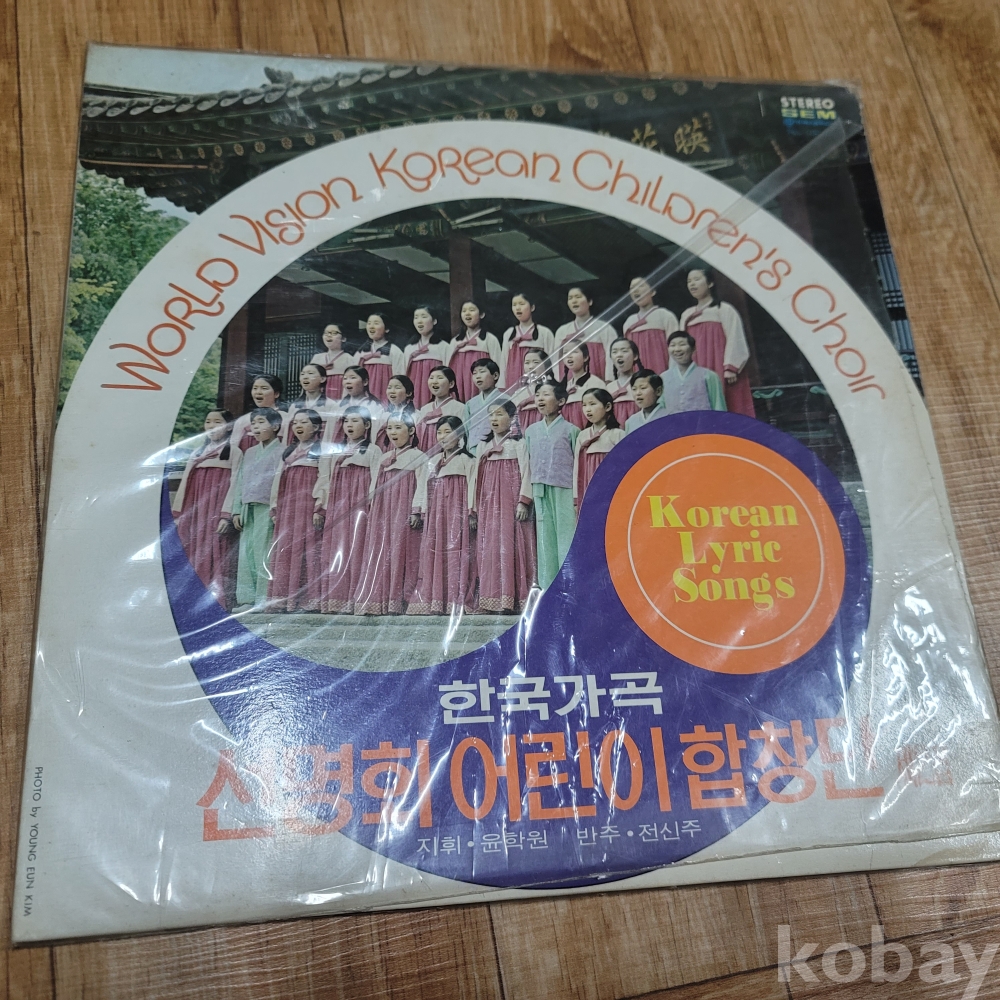 STEREO
SEM
映花
World Vision Korean Children's Choir
Korean
Lyric
Songs
한국가곡
선명회 어린이 합창단
지휘·윤학원 반주·전신주
PHOTO by YOUNG EUN KIM
kobay